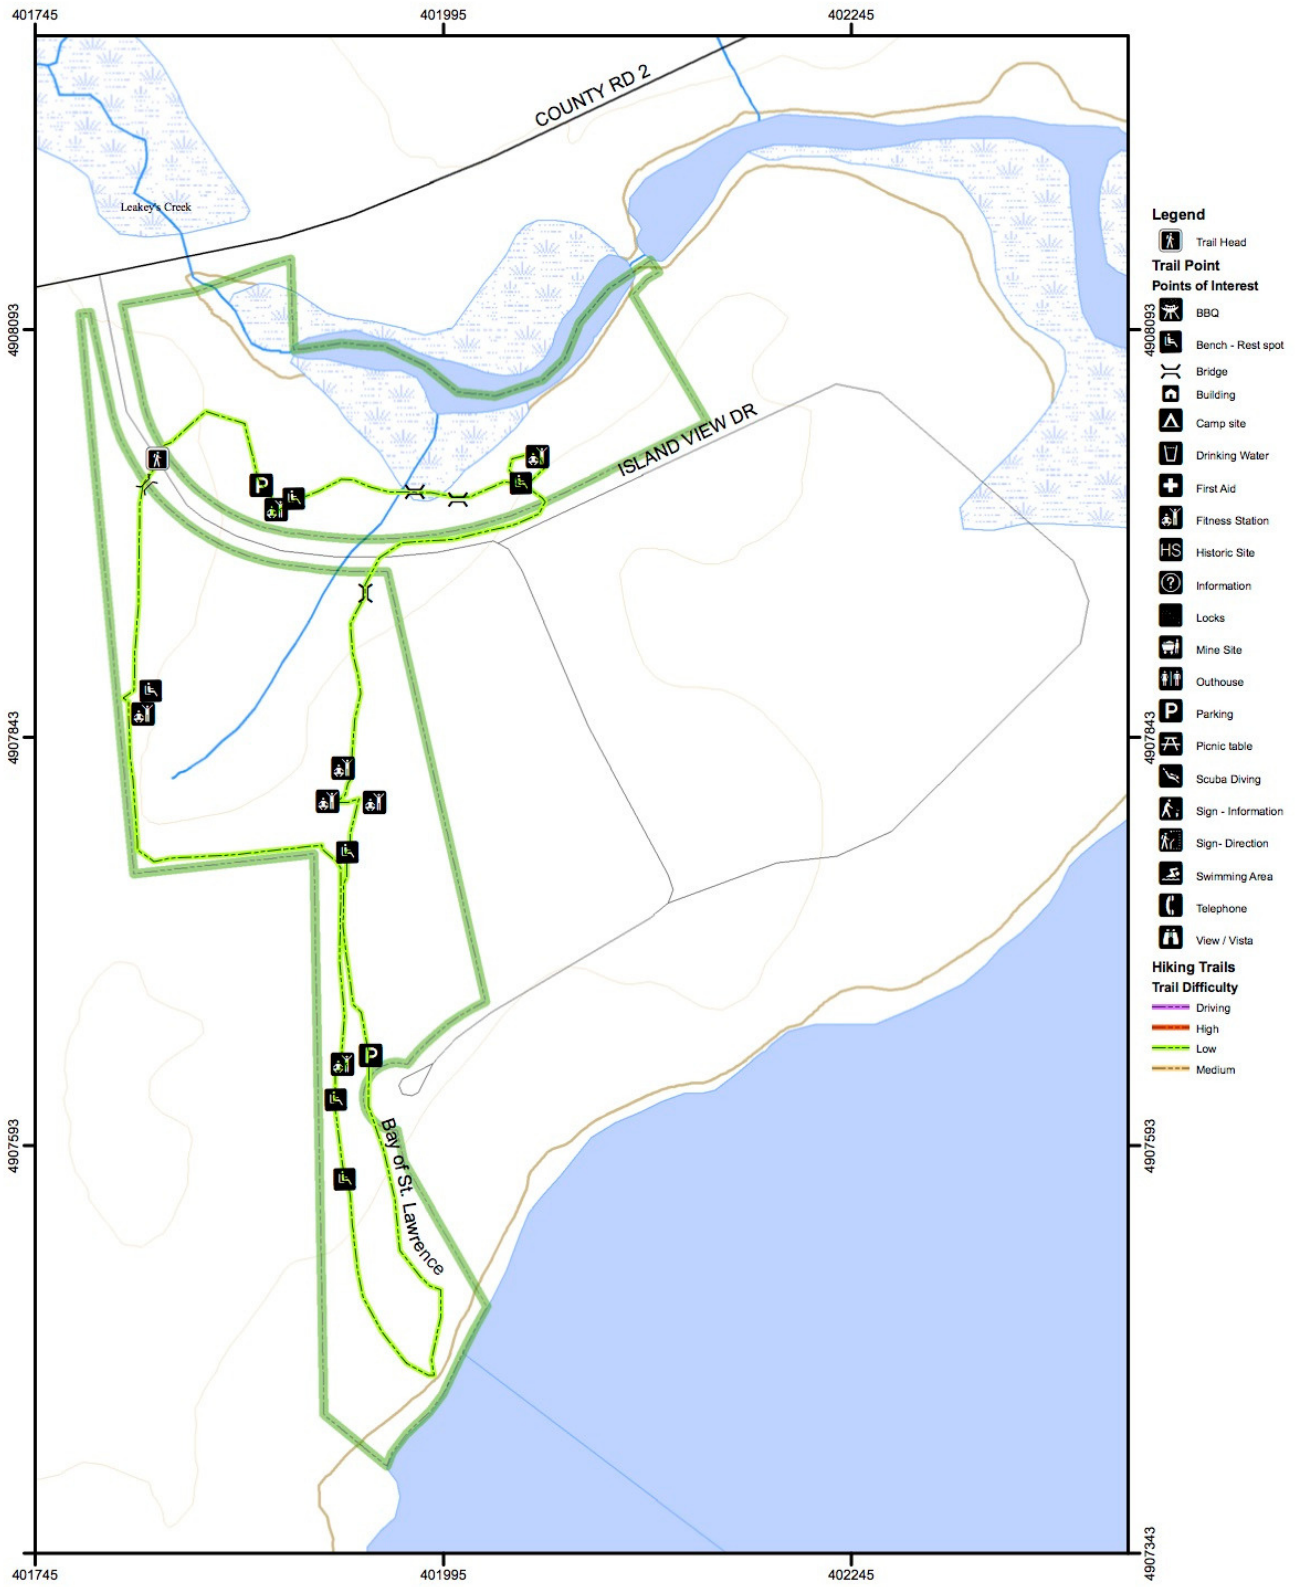 401745
401995
402245
COUNTY RD 2
Leakey's Creek
4908093
4908093
ISLAND VIEW DR
P
4907843
4907843
P
Bay of St. Lawrence
4907593
4907593
4907343
401745
401995
402245
Legend
Trail Head
Trail Point
Points of Interest
BBQ
Bench - Rest spot
Bridge
Building
Camp site
Drinking Water
First Aid
Fitness Station
HS Historic Site
? Information
Locks
Mine Site
Outhouse
P Parking
Picnic table
Scuba Diving
Sign - Information
Sign- Direction
Swimming Area
Telephone
View / Vista
Hiking Trails
Trail Difficulty
Driving
High
Low
Medium